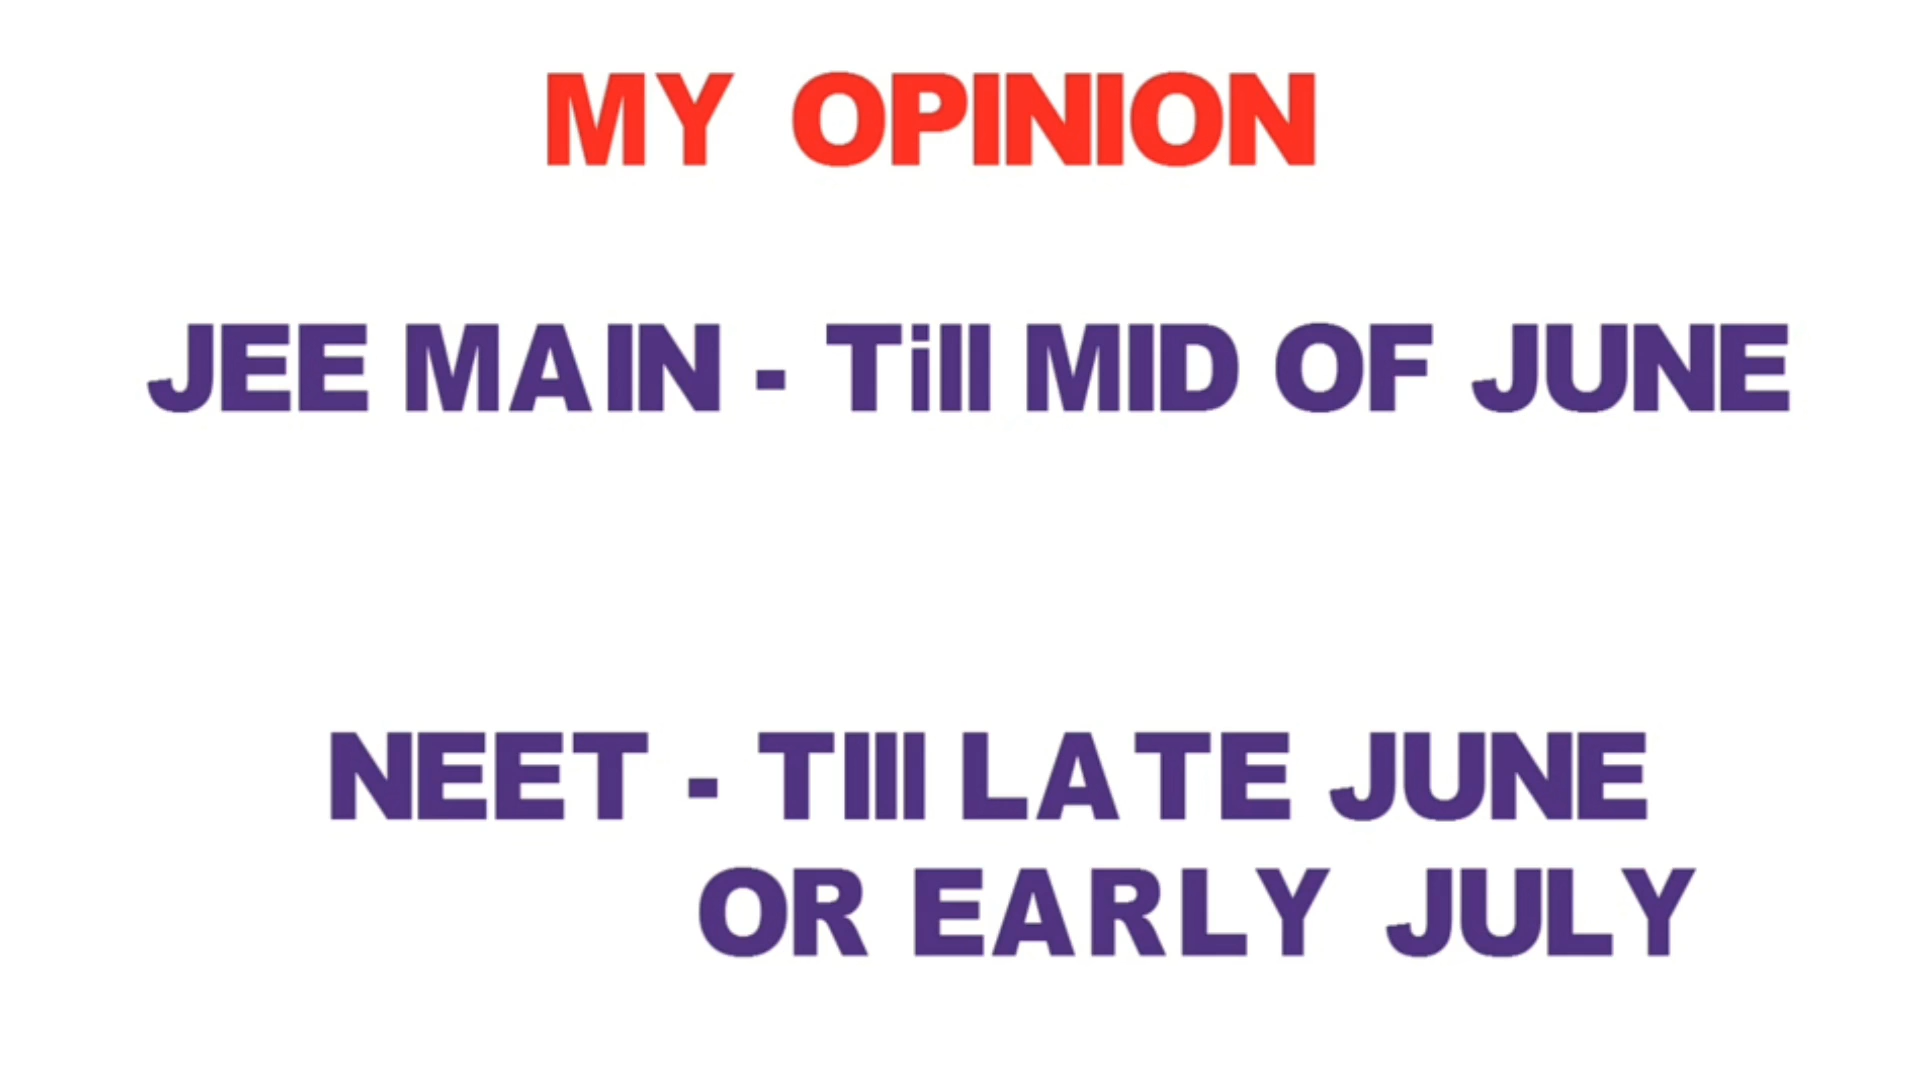 MY OPINION
JEE MAIN - Till MID OF JUNE
NEET - TIll LATE JUNE
OR EARLY JULY